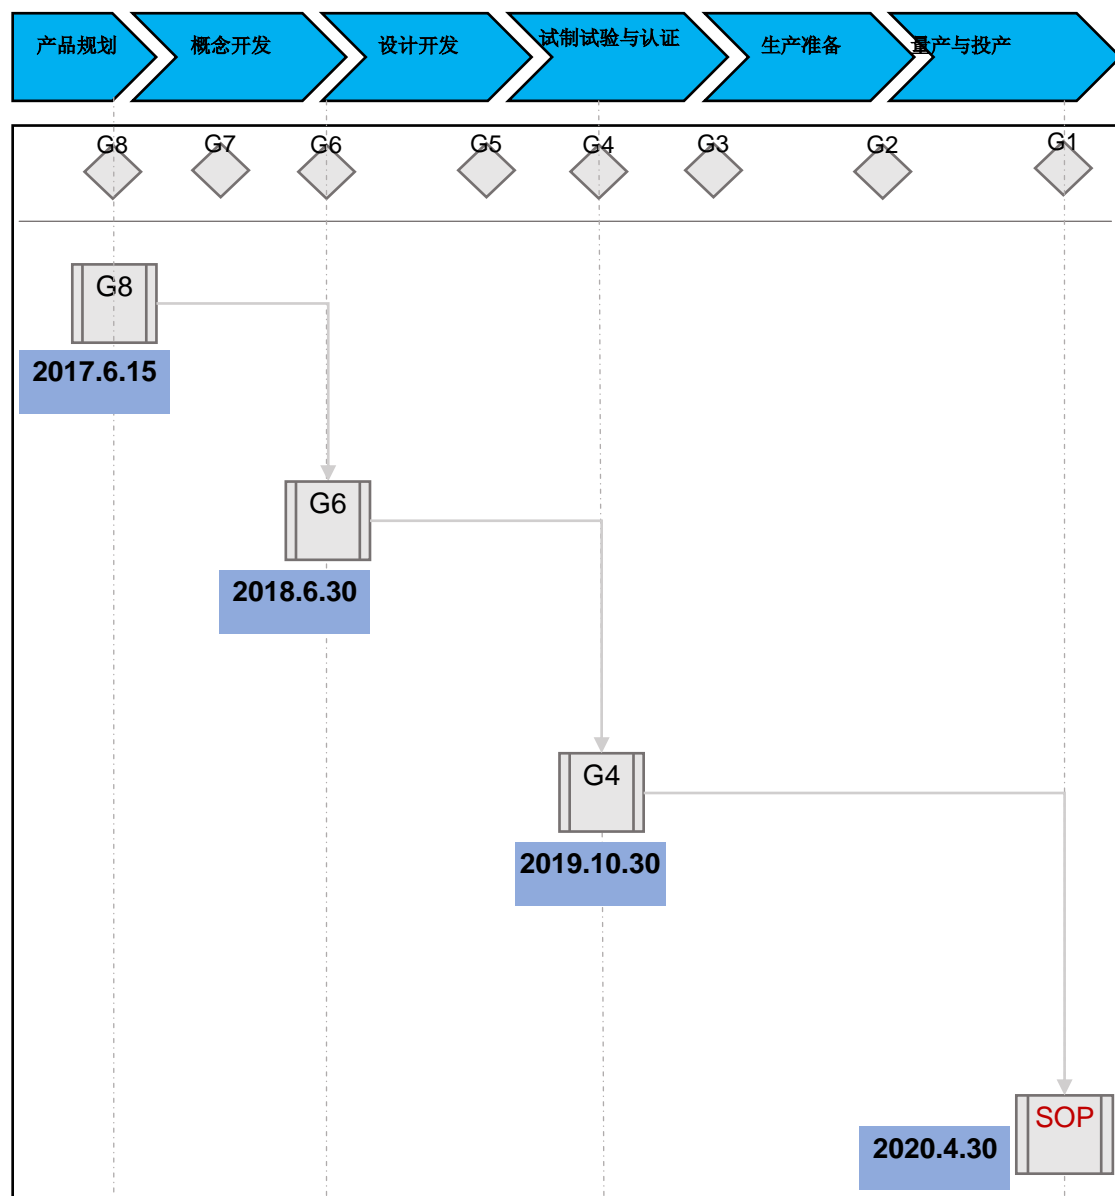 产品规划
概念开发
设计开发
试制试验与认证
生产准备
量产与投产
G8
G7
G6
G5
G4
G3
G2
G1
G8
2017.6.15
G6
2018.6.30
G4
2019.10.30
SOP
2020.4.30